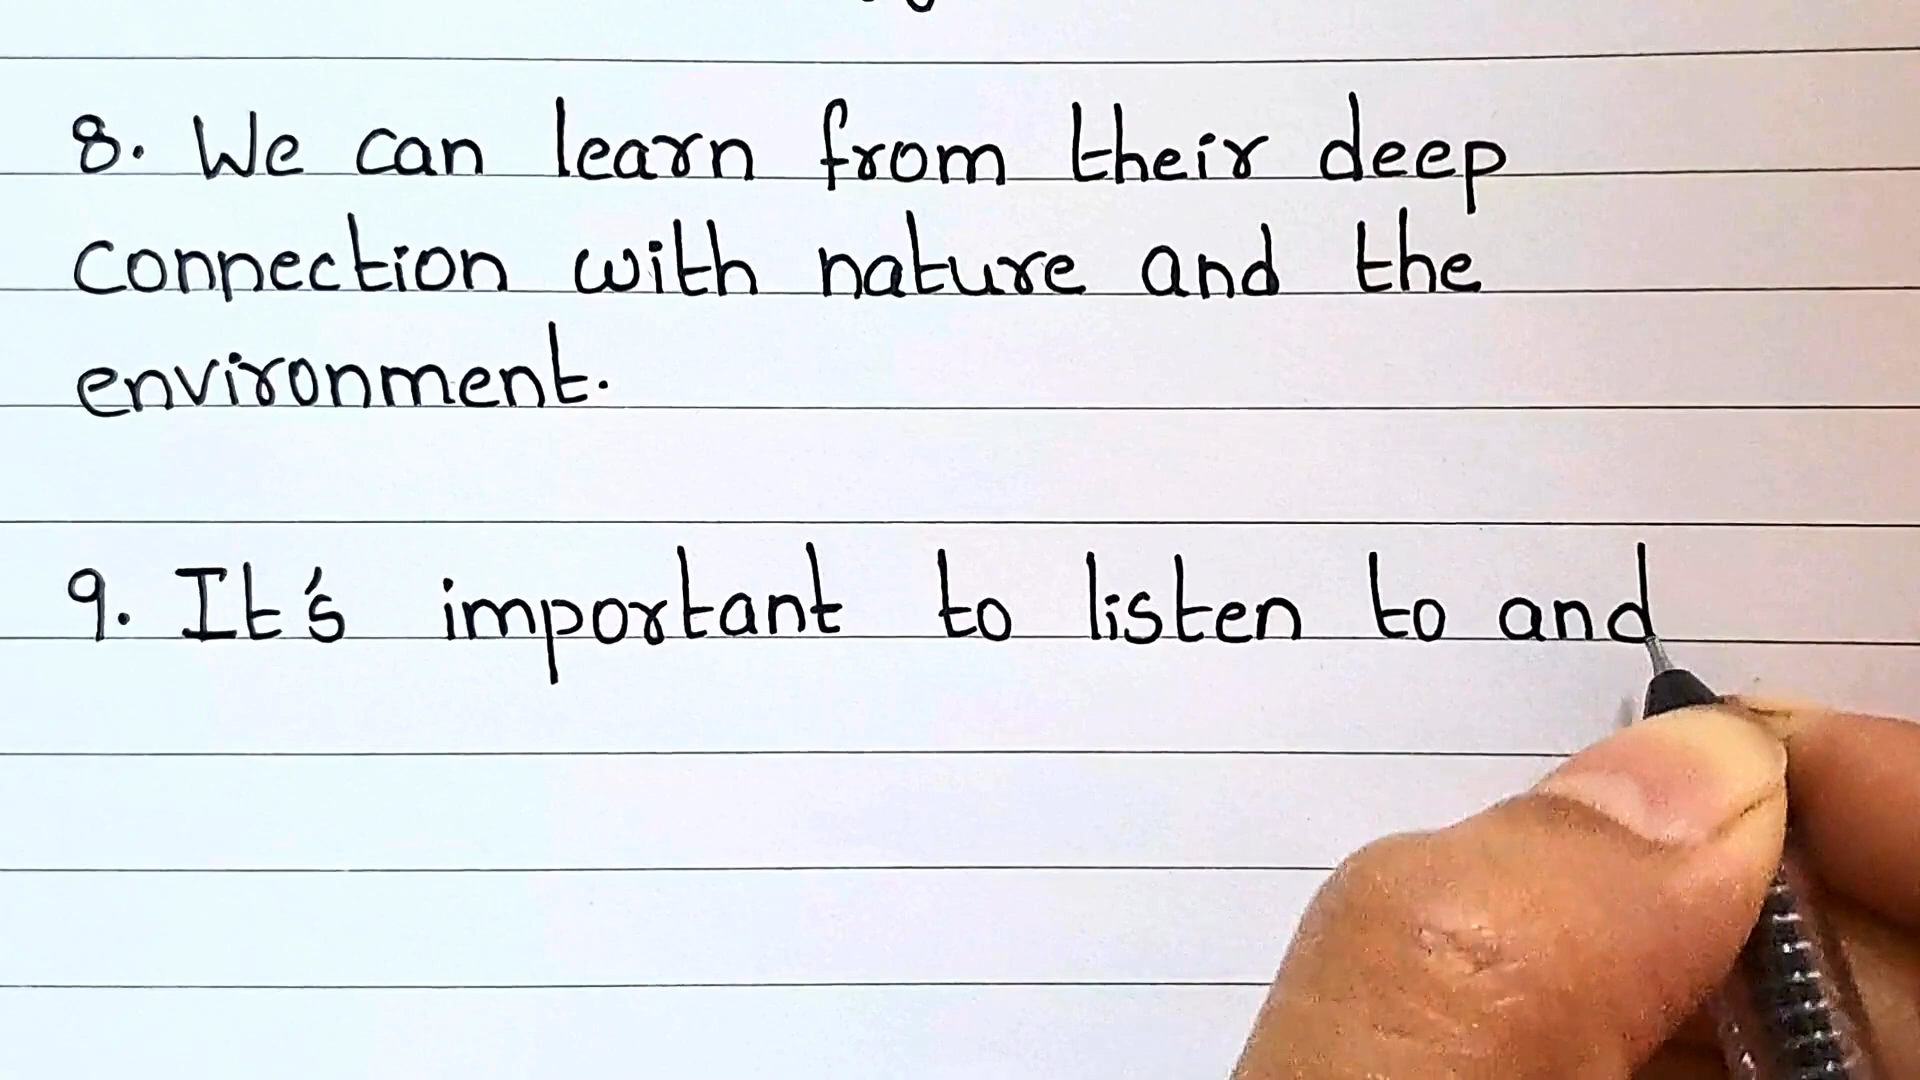 8. We can learn from their deep
connection with nature and the
environment.
9. It's important to listen to and